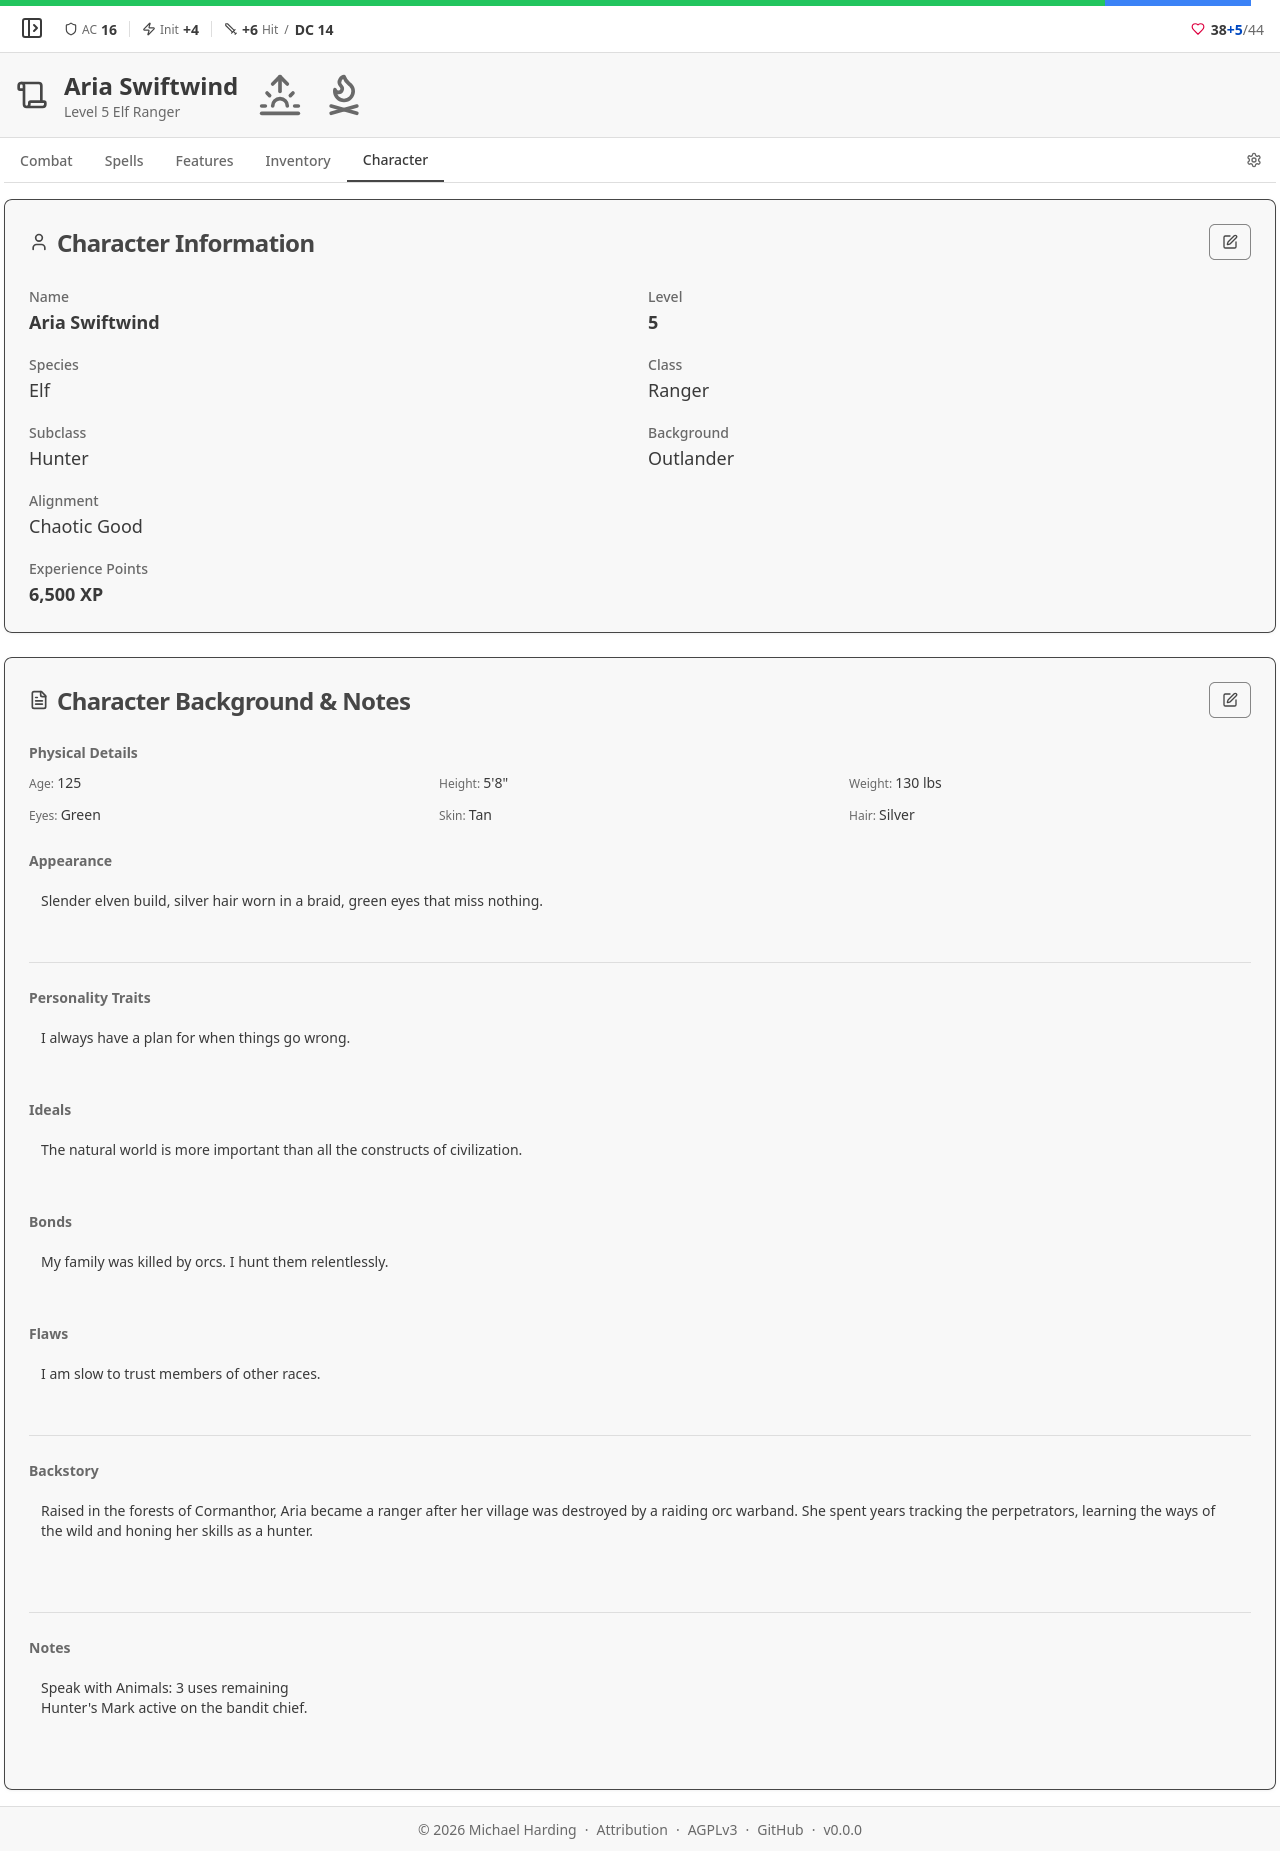 AC 16 Init +4 +6 Hit / DC 14 38+5/44
Aria Swiftwind
Level 5 Elf Ranger
Combat Spells Features Inventory Character
Character Information
Name Level
Aria Swiftwind 5
Species Class
Elf Ranger
Subclass Background
Hunter Outlander
Alignment
Chaotic Good
Experience Points
6,500 XP
Character Background & Notes
Physical Details
Age: 125 Height: 5'8" Weight: 130 lbs
Eyes: Green Skin: Tan Hair: Silver
Appearance
Slender elven build, silver hair worn in a braid, green eyes that miss nothing.
Personality Traits
I always have a plan for when things go wrong.
Ideals
The natural world is more important than all the constructs of civilization.
Bonds
My family was killed by orcs. I hunt them relentlessly.
Flaws
I am slow to trust members of other races.
Backstory
Raised in the forests of Cormanthor, Aria became a ranger after her village was destroyed by a raiding orc warband. She spent years tracking the perpetrators, learning the ways of
the wild and honing her skills as a hunter.
Notes
Speak with Animals: 3 uses remaining
Hunter's Mark active on the bandit chief.
© 2026 Michael Harding · Attribution · AGPLv3 · GitHub · v0.0.0